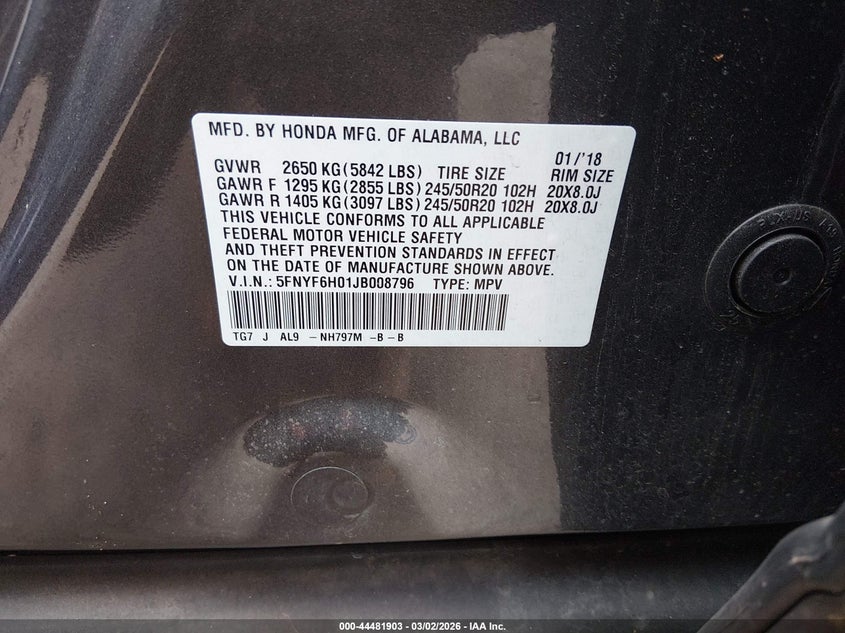 MFD. BY HONDA MFG. OF ALABAMA, LLC
01/'18
GVWR 2650 KG (5842 LBS) TIRE SIZE RIM SIZE
GAWR F 1295 KG (2855 LBS) 245/50R20 102H 20X8.0J
GAWR R 1405 KG (3097 LBS) 245/50R20 102H 20X8.0J
THIS VEHICLE CONFORMS TO ALL APPLICABLE
FEDERAL MOTOR VEHICLE SAFETY
AND THEFT PREVENTION STANDARDS IN EFFECT
ON THE DATE OF MANUFACTURE SHOWN ABOVE.
V.I.N.: 5FNYF6H01JB008796 TYPE: MPV
TG7 J AL9 - NH797M -B - B
000-44481903 — 03/02/2026 — IAA Inc.